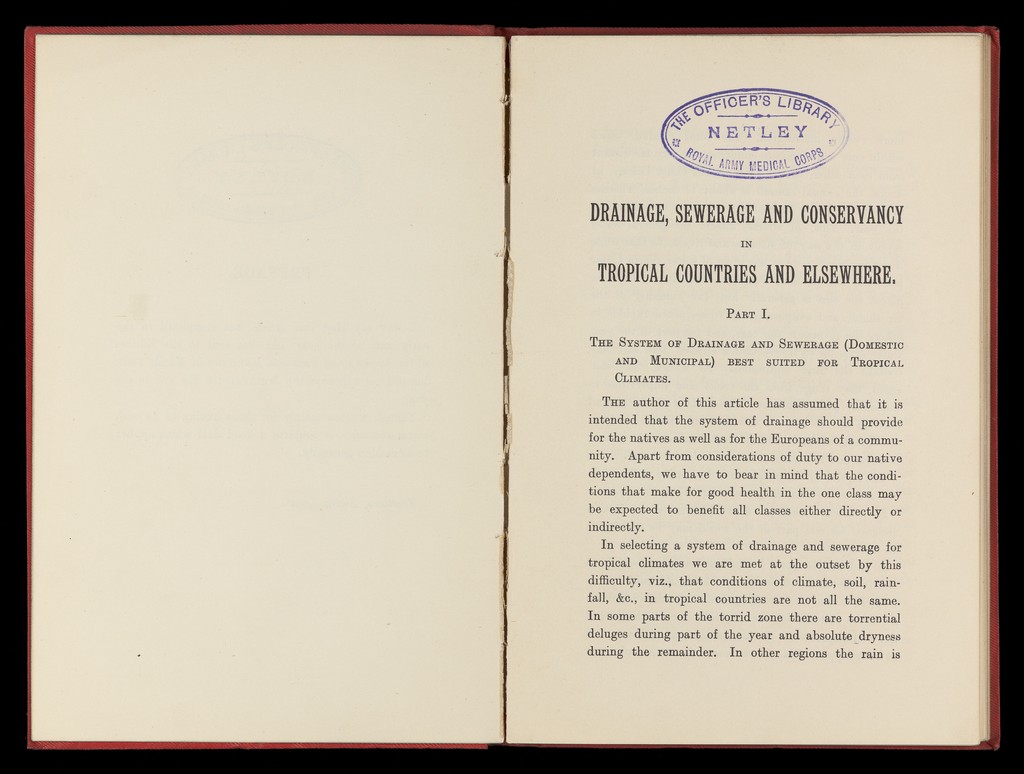 THE OFFICER'S LIBRARY
NETLEY
ROYAL ARMY MEDICAL CORPS
DRAINAGE, SEWERAGE AND CONSERVANCY
IN
TROPICAL COUNTRIES AND ELSEWHERE.
PART I.
THE SYSTEM OF DRAINAGE AND SEWERAGE (DOMESTIC
AND MUNICIPAL) BEST SUITED FOR TROPICAL
CLIMATES.
THE author of this article has assumed that it is
intended that the system of drainage should provide
for the natives as well as for the Europeans of a commu-
nity. Apart from considerations of duty to our native
dependents, we have to bear in mind that the condi-
tions that make for good health in the one class may
be expected to benefit all classes either directly or
indirectly.
In selecting a system of drainage and sewerage for
tropical climates we are met at the outset by this
difficulty, viz., that conditions of climate, soil, rain-
fall, &c., in tropical countries are not all the same.
In some parts of the torrid zone there are torrential
deluges during part of the year and absolute dryness
during the remainder. In other regions the rain is